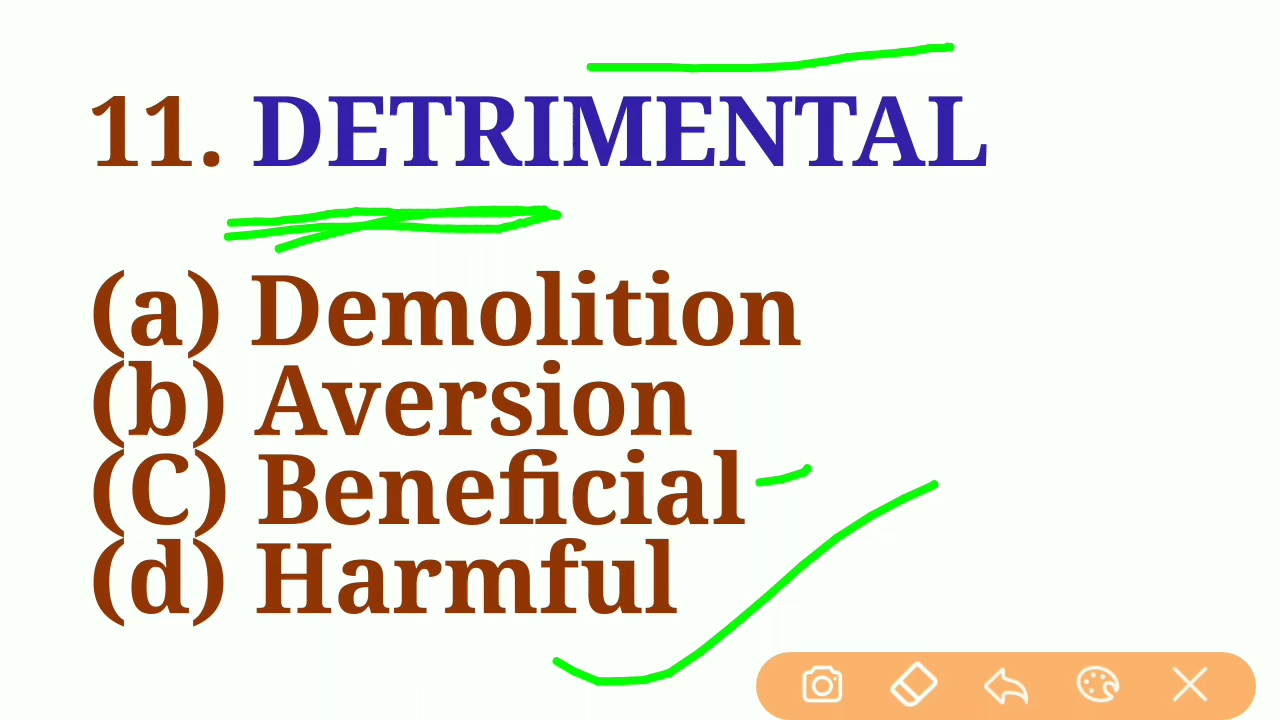 11. DETRIMENTAL
(a) Demolition
(b) Aversion
(C) Beneficial
(d) Harmful